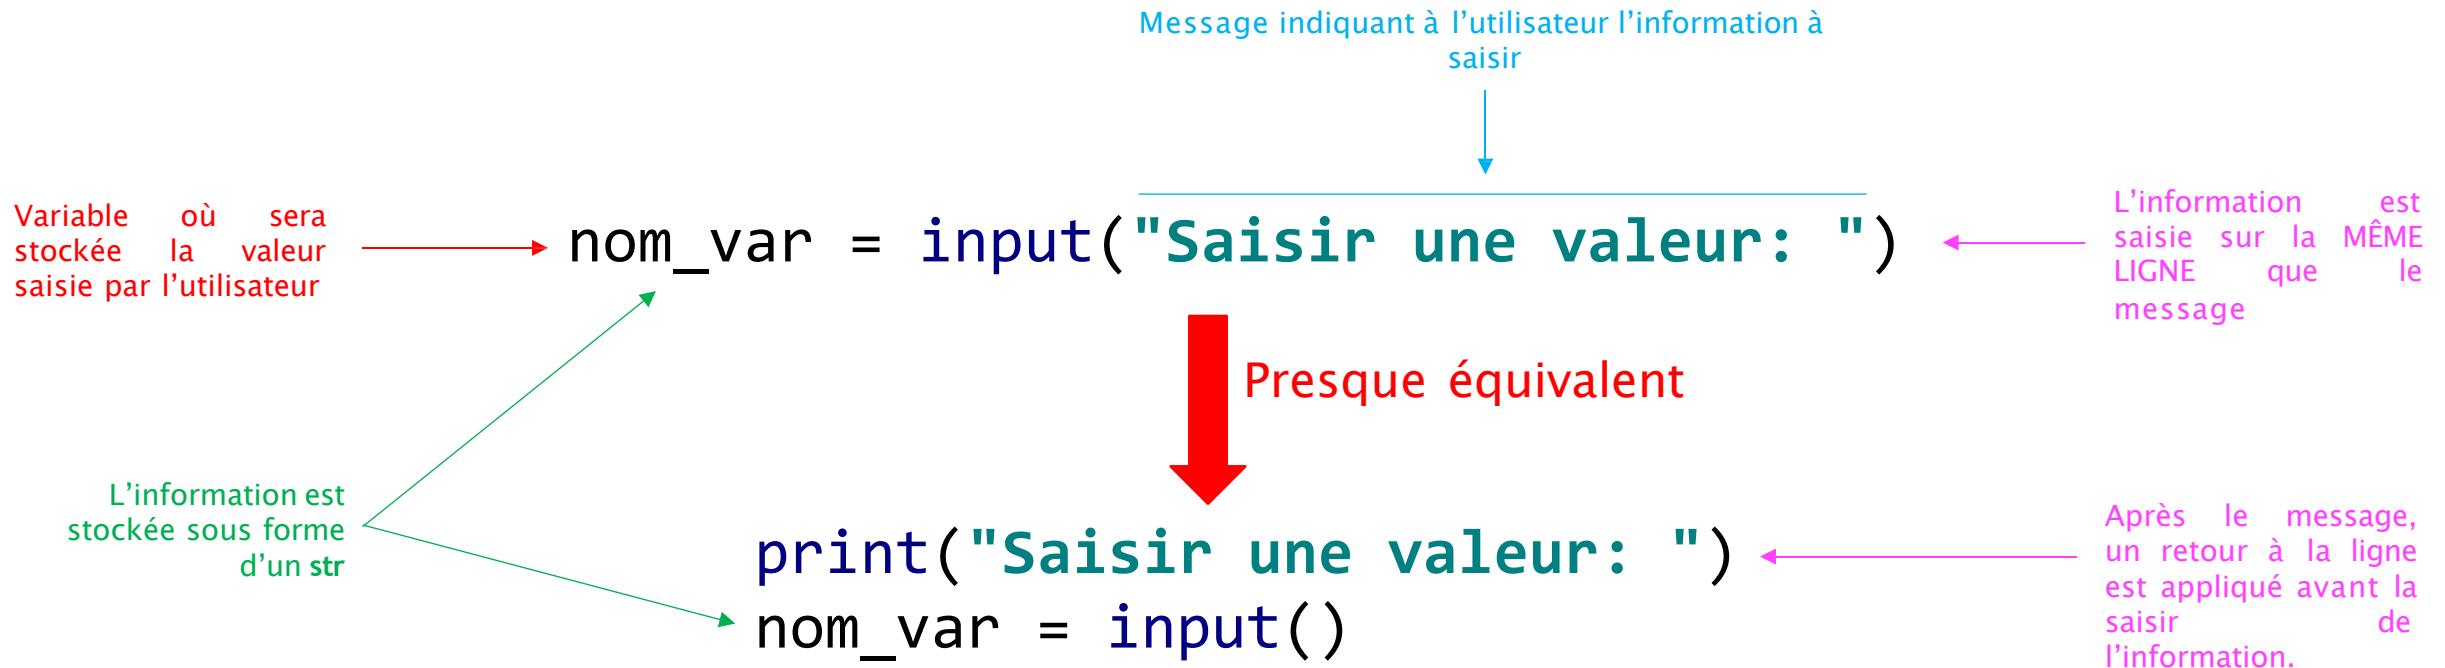 Message indiquant à l’utilisateur l’information à
saisir
Variable où sera
stockée la valeur
saisie par l’utilisateur
nom_var = input("Saisir une valeur: ")
L’information est
saisie sur la MÊME
LIGNE que le
message
Presque équivalent
L’information est
stockée sous forme
d’un str
print("Saisir une valeur: ")
nom_var = input()
Après le message,
un retour à la ligne
est appliqué avant la
saisir de
l’information.